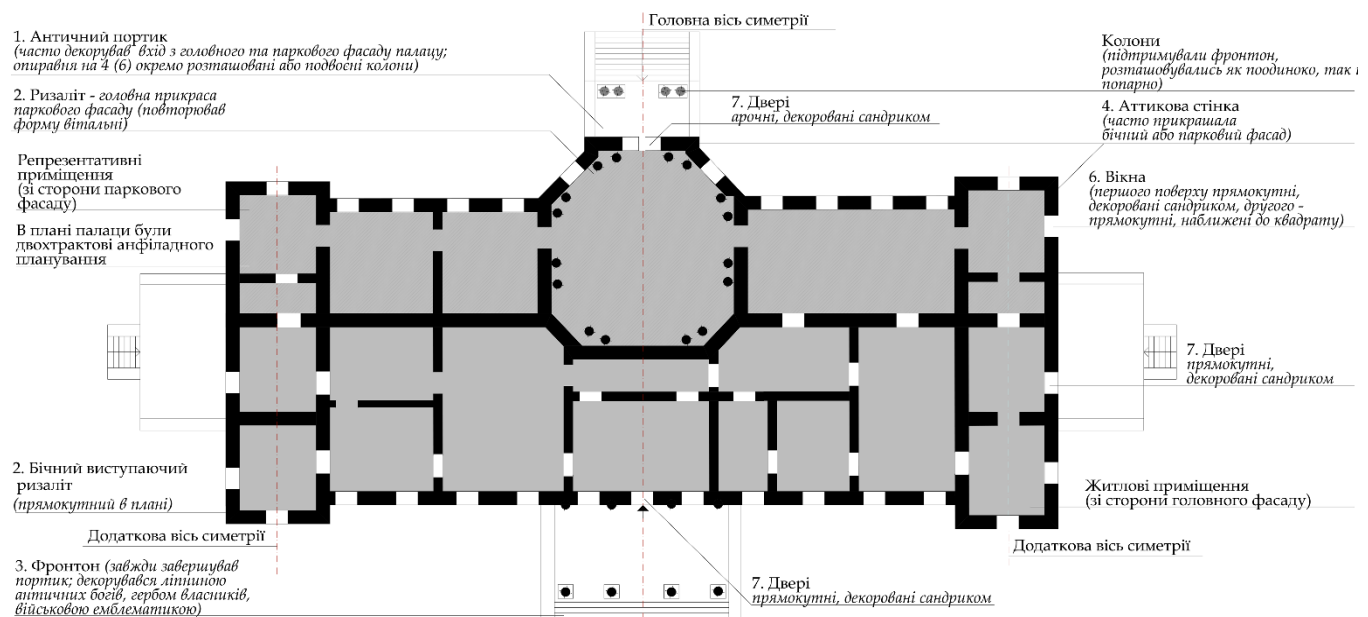 Головна вісь симетрії
1. Античний портик
(часто декорував вхід з головного та паркового фасаду палацу;
опиравня на 4 (6) окремо розташовані або подвоєні колони)
2. Ризаліт - головна прикраса
паркового фасаду (повторював
форму вітальні)
Репрезентативні
приміщення
(зі сторони паркового
фасаду)
В плані палаци були
двохтрактові анфіладного
планування
2. Бічний виступаючий
ризаліт
(прямокутний в плані)
Додаткова вісь симетрії
3. Фронтон (завжди завершував
портик; декорувався ліпниною
античних богів, гербом власників,
військовою емблематикою)
7. Двері
арочні, декоровані сандриком
Колони
(підтримували фронтон,
розташовувались як поодиноко, так і
попарно)
4. Аттикова стінка
(часто прикрашала
бічний або парковий фасад)
6. Вікна
(першого поверху прямокутні,
декоровані сандриком, другого -
прямокутні, наближені до квадрату)
7. Двері
прямокутні,
декоровані сандриком
Житлові приміщення
(зі сторони головного фасаду)
Додаткова вісь симетрії
7. Двері
прямокутні, декоровані сандриком